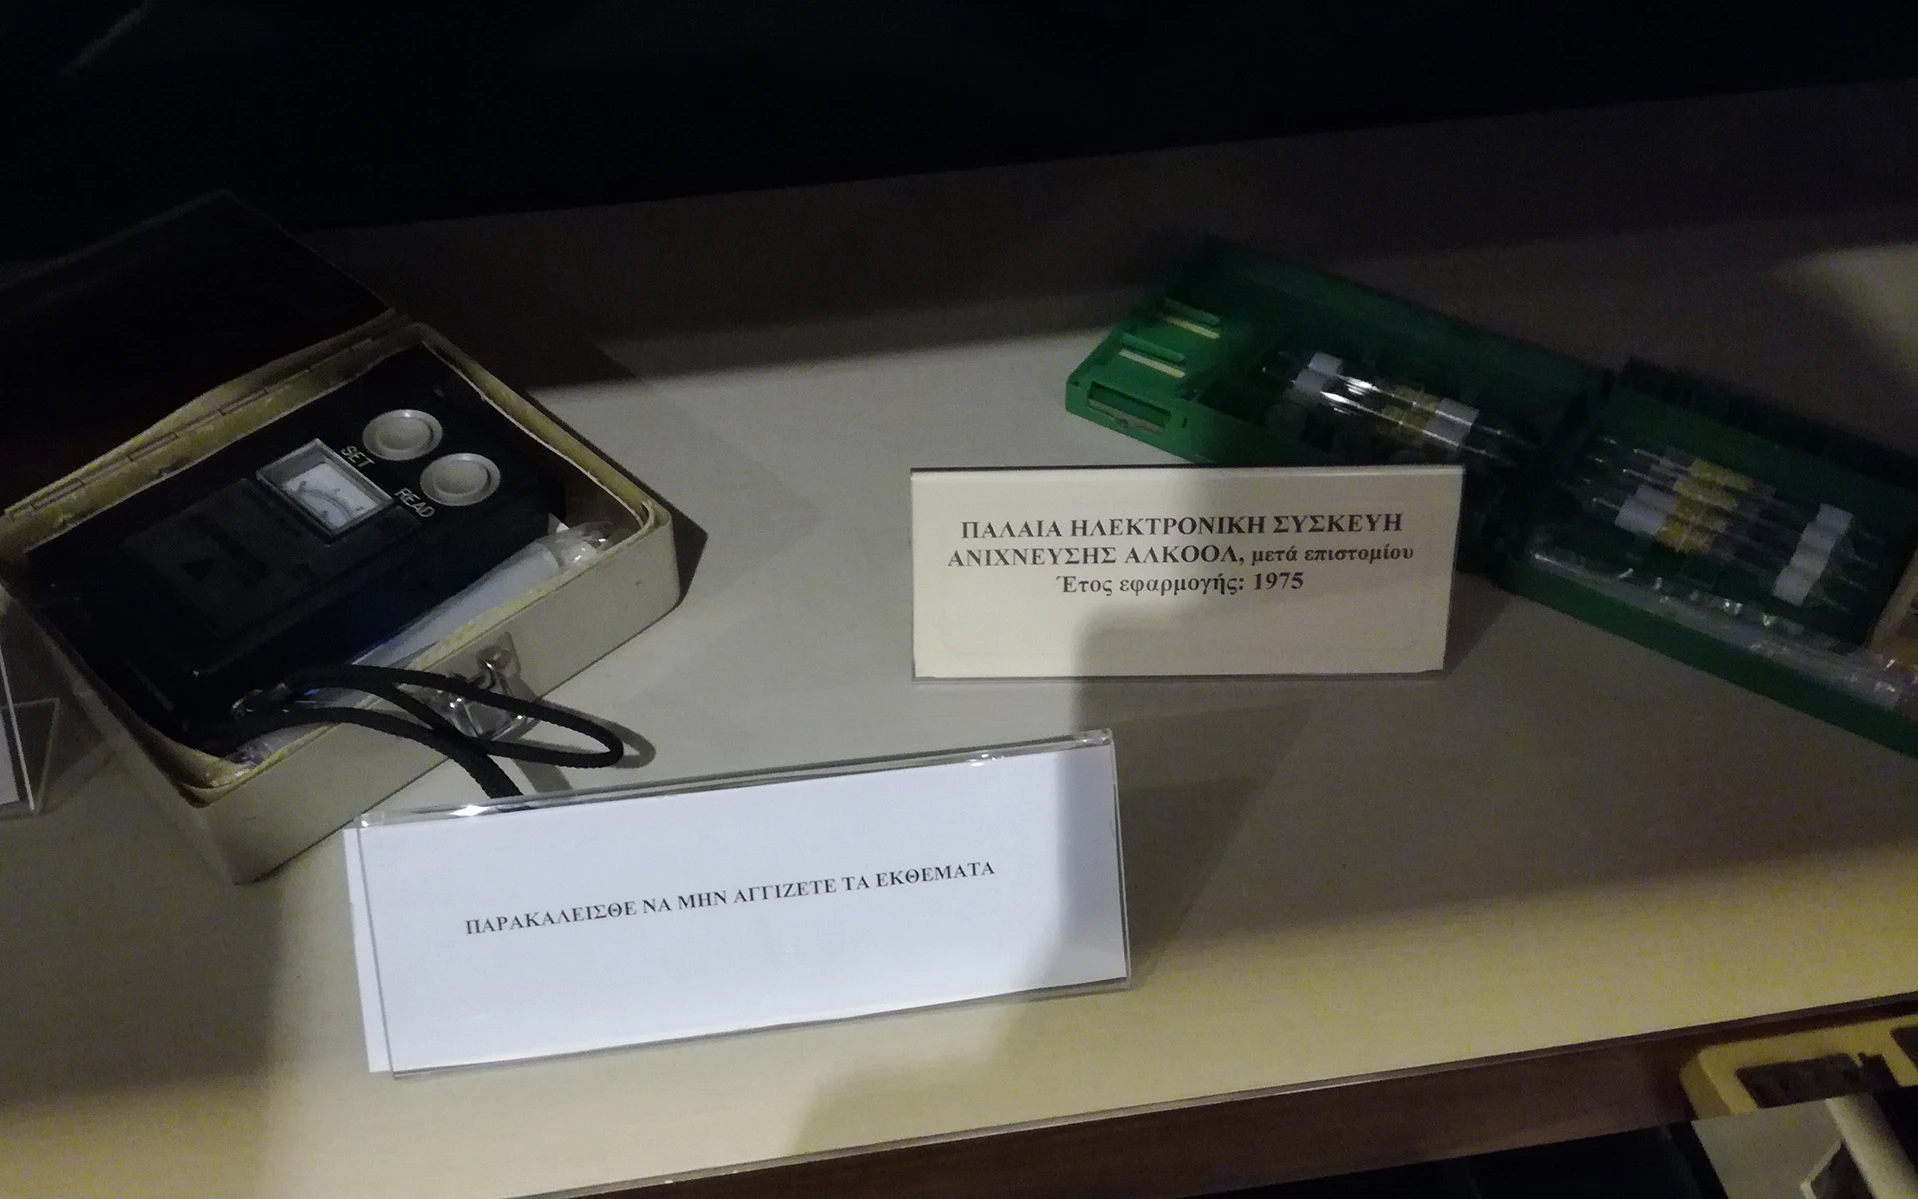 SET
READ
ΠΑΛΑΙΑ ΗΛΕΚΤΡΟΝΙΚΗ ΣΥΣΚΕΥΗ
ΑΝΙΧΝΕΥΣΗΣ ΑΛΚΟΟΛ, μετά επιστομίου
Έτος εφαρμογής: 1975
ΠΑΡΑΚΑΛΕΙΣΘΕ ΝΑ ΜΗΝ ΑΓΓΙΖΕΤΕ ΤΑ ΕΚΘΕΜΑΤΑ